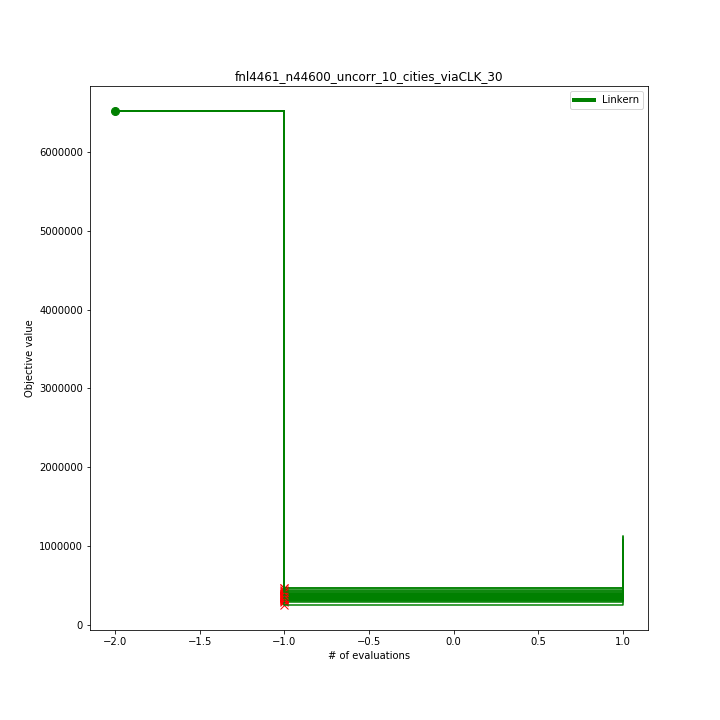 fnl4461_n44600_uncorr_10_cities_viaCLK_30
Linkern
6000000
5000000
4000000
3000000
2000000
1000000
0
Objective value
−2.0 −1.5 −1.0 −0.5 0.0 0.5 1.0
# of evaluations